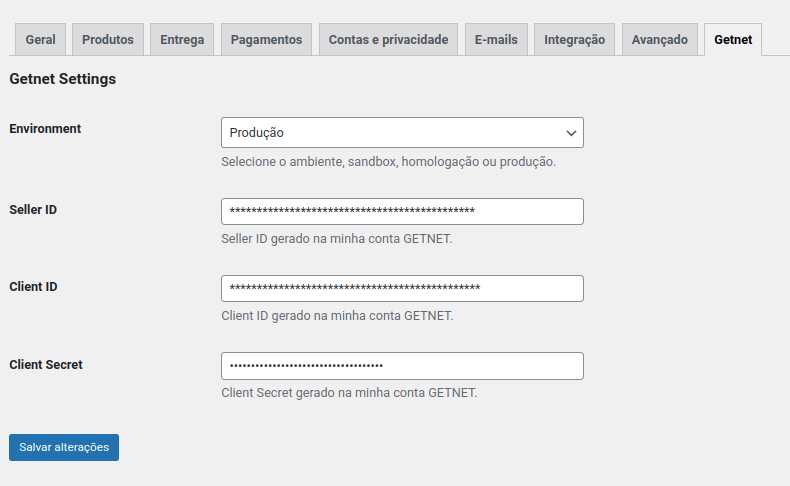 Geral Produtos Entrega Pagamentos Contas e privacidade E-mails Integração Avançado Getnet
Getnet Settings
Environment
Produção
Selecione o ambiente, sandbox, homologação ou produção.
Seller ID
*********************************************
Seller ID gerado na minha conta GETNET.
Client ID
**********************************************
Client ID gerado na minha conta GETNET.
Client Secret
••••••••••••••••••••••••••••••••••••
Client Secret gerado na minha conta GETNET.
Salvar alterações